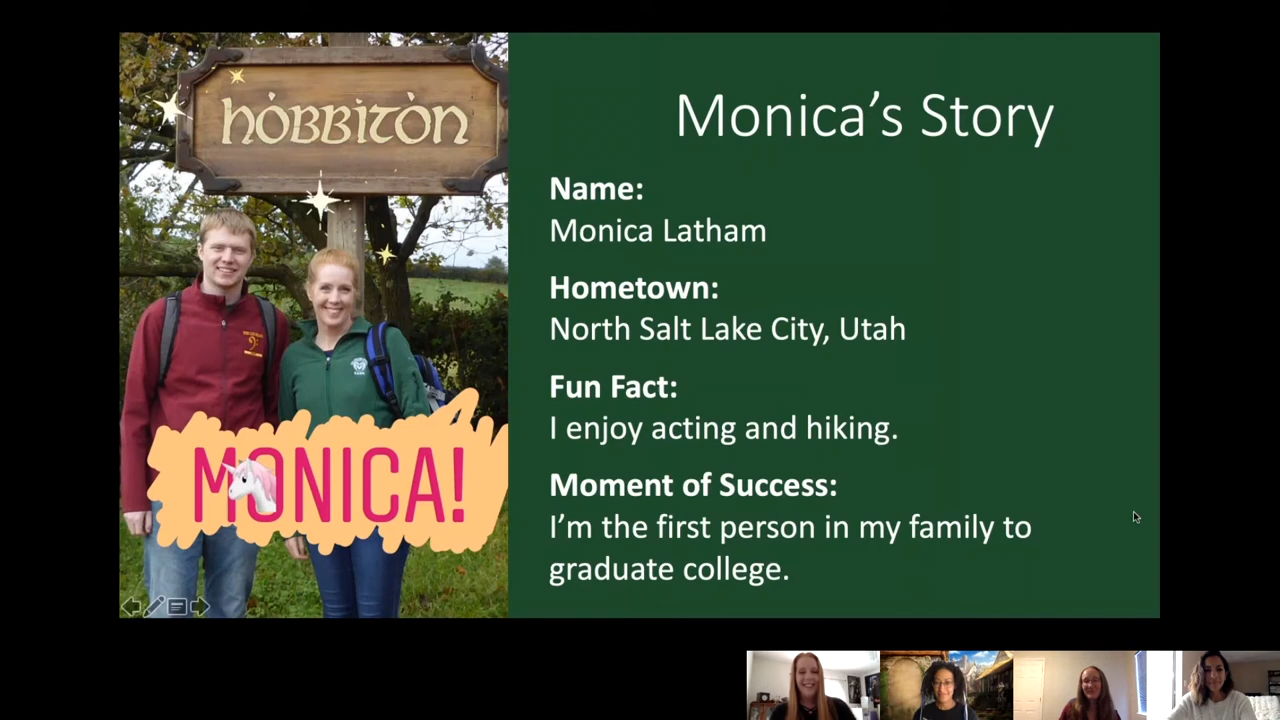 hòbbitòn
MONICA!
Monica's Story
Name:
Monica Latham
Hometown:
North Salt Lake City, Utah
Fun Fact:
I enjoy acting and hiking.
Moment of Success:
I'm the first person in my family to
graduate college.